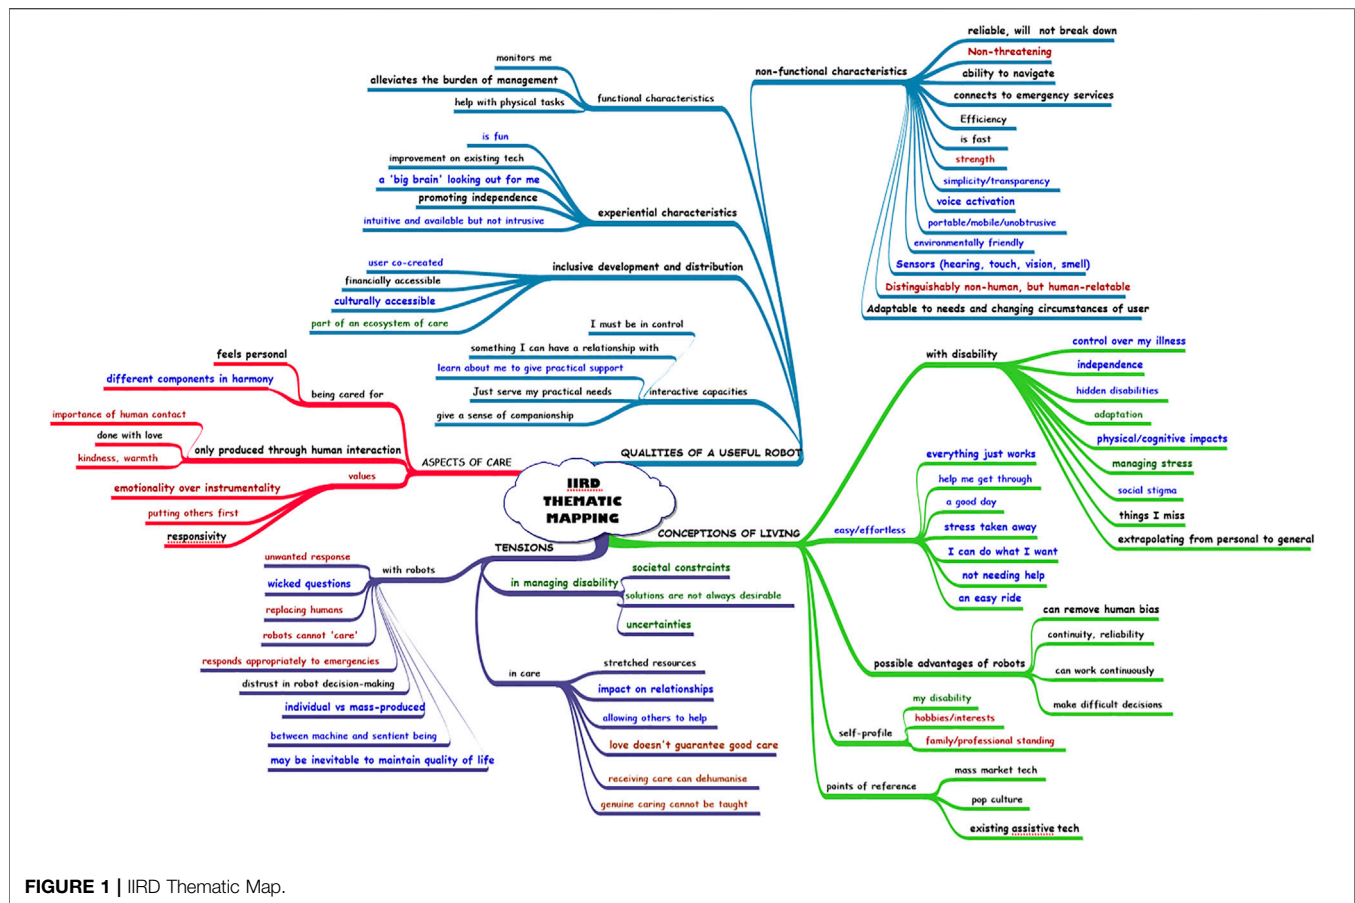 reliable, will not break down
Non-threatening
non-functional characteristics
ability to navigate
connects to emergency services
Efficiency
is fast
strength
simplicity/transparency
voice activation
portable/mobile/unobtrusive
environmentally friendly
Sensors (hearing, touch, vision, smell)
Distinguishably non-human, but human-relatable
Adaptable to needs and changing circumstances of user
monitors me
alleviates the burden of management
help with physical tasks
functional characteristics
is fun
improvement on existing tech
a 'big brain' looking out for me
promoting independence
intuitive and available but not intrusive
experiential characteristics
user co-created
financially accessible
culturally accessible
part of an ecosystem of care
inclusive development and distribution
I must be in control
something I can have a relationship with
learn about me to give practical support
Just serve my practical needs
give a sense of companionship
interactive capacities
QUALITIES OF A USEFUL ROBOT
feels personal
different components in harmony
being cared for
importance of human contact
done with love
kindness, warmth
only produced through human interaction
values
emotionality over instrumentality
putting others first
responsivity
ASPECTS OF CARE
IIRD
THEMATIC
MAPPING
TENSIONS
with robots
unwanted response
wicked questions
replacing humans
robots cannot 'care'
responds appropriately to emergencies
distrust in robot decision-making
individual vs mass-produced
between machine and sentient being
may be inevitable to maintain quality of life
in managing disability
societal constraints
solutions are not always desirable
uncertainties
in care
stretched resources
impact on relationships
allowing others to help
love doesn't guarantee good care
receiving care can dehumanise
genuine caring cannot be taught
CONCEPTIONS OF LIVING
with disability
control over my illness
independence
hidden disabilities
adaptation
physical/cognitive impacts
managing stress
social stigma
things I miss
extrapolating from personal to general
easy/effortless
everything just works
help me get through
a good day
stress taken away
I can do what I want
not needing help
an easy ride
possible advantages of robots
can remove human bias
continuity, reliability
can work continuously
make difficult decisions
self-profile
my disability
hobbies/interests
family/professional standing
points of reference
mass market tech
pop culture
existing assistive tech
FIGURE 1 | IIRD Thematic Map.